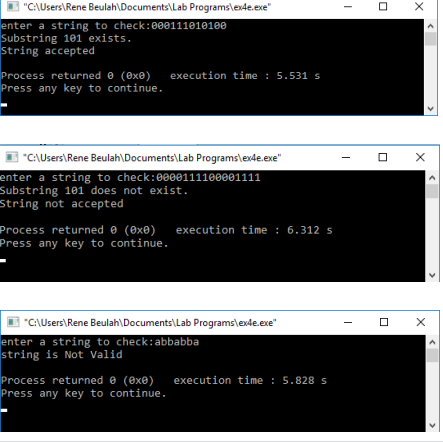 "C:\Users\Rene Beulah\Documents\Lab Programs\ex4e.exe"
enter a string to check:000111010100
Substring 101 exists.
String accepted
Process returned 0 (0x0)   execution time : 5.531 s
Press any key to continue.
"C:\Users\Rene Beulah\Documents\Lab Programs\ex4e.exe"
enter a string to check:0000111100001111
Substring 101 does not exist.
String not accepted
Process returned 0 (0x0)   execution time : 6.312 s
Press any key to continue.
"C:\Users\Rene Beulah\Documents\Lab Programs\ex4e.exe"
enter a string to check:abbabba
string is Not Valid
Process returned 0 (0x0)   execution time : 5.828 s
Press any key to continue.